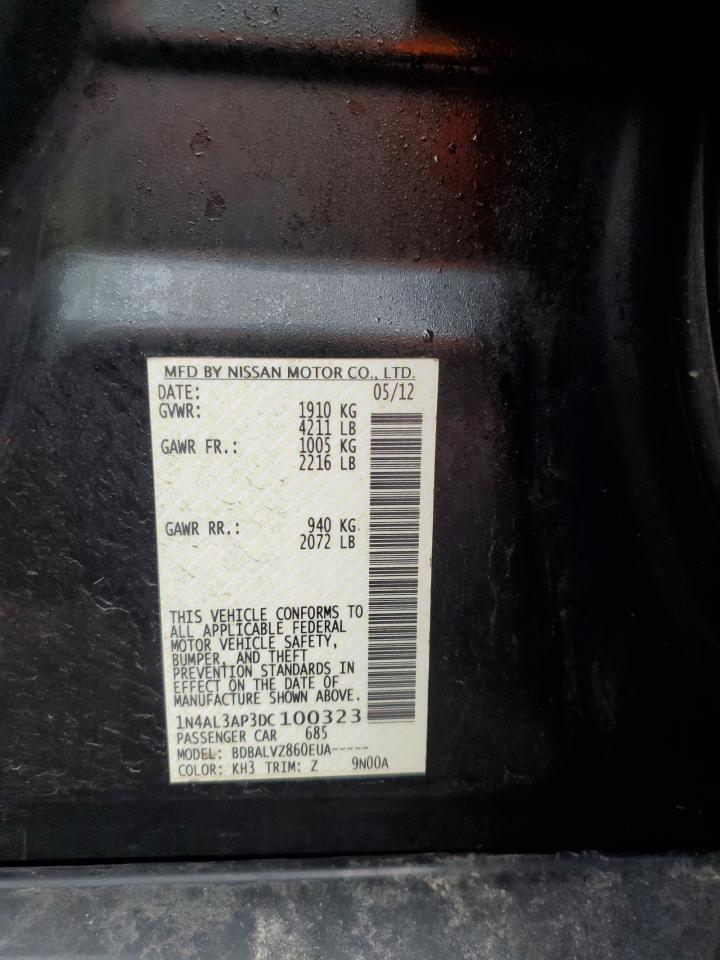 MFD BY NISSAN MOTOR CO., LTD.
DATE: 05/12
GVWR: 1910 KG
4211 LB
GAWR FR.: 1005 KG
2216 LB
GAWR RR.: 940 KG
2072 LB
THIS VEHICLE CONFORMS TO
ALL APPLICABLE FEDERAL
MOTOR VEHICLE SAFETY,
BUMPER, AND THEFT
PREVENTION STANDARDS IN
EFFECT ON THE DATE OF
MANUFACTURE SHOWN ABOVE.
1N4AL3AP3DC100323
PASSENGER CAR 685
MODEL: BDBALVZ860EUA-----
COLOR: KH3 TRIM: Z 9N00A